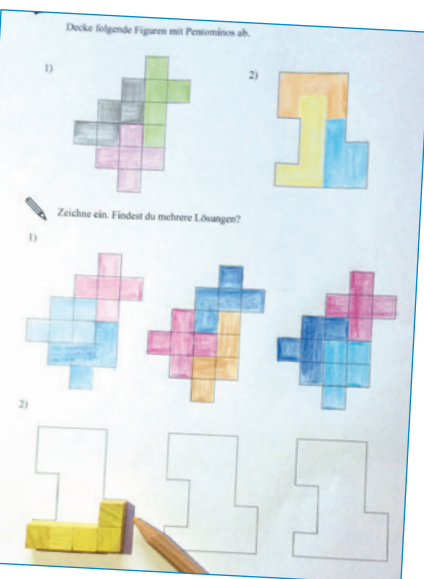 Decke folgende Figuren mit Pentominos ab.
1)
2)
Zeichne ein. Findest du mehrere Lösungen?
1)
2)